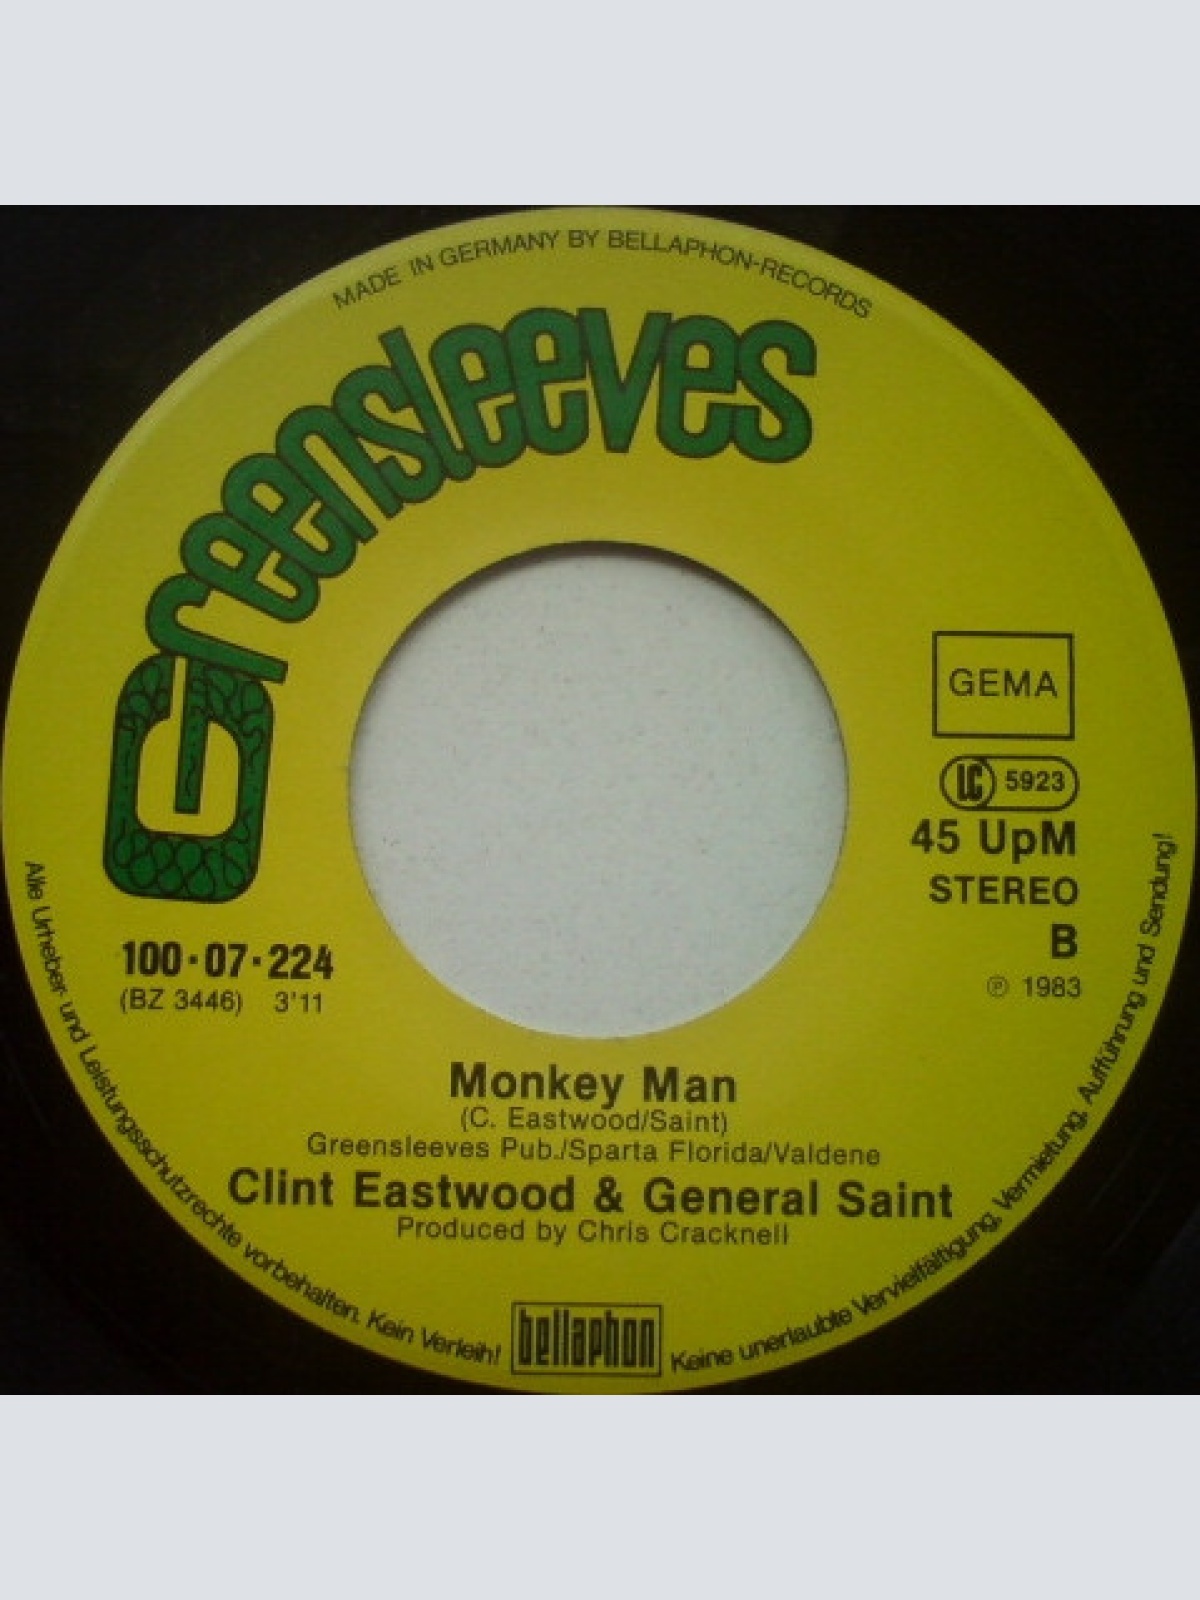 MADE IN GERMANY BY BELLAPHON-RECORDS
Greensleeves
GEMA
LC 5923
45 UpM
STEREO
B
℗ 1983
100·07·224
(BZ 3446) 3'11
Monkey Man
(C. Eastwood/Saint)
Greensleeves Pub./Sparta Florida/Valdene
Clint Eastwood & General Saint
Produced by Chris Cracknell
Alle Urheber- und Leistungsschutzrechte vorbehalten. Kein Verleih!
bellaphon
Keine unerlaubte Vervielfältigung, Vermietung, Aufführung und Sendung!